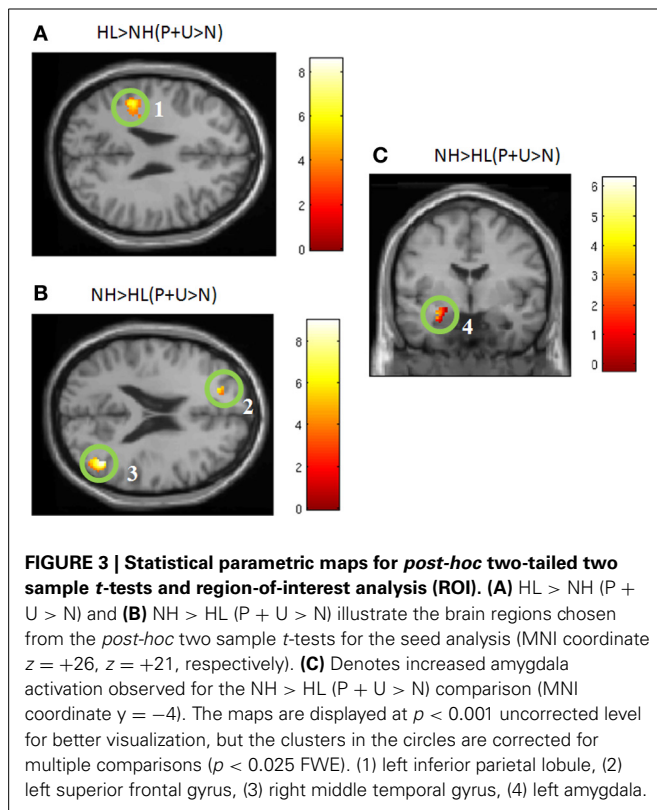 A
HL>NH(P+U>N)
1
8
6
4
2
0
B
NH>HL(P+U>N)
2
3
8
6
4
2
0
C
NH>HL(P+U>N)
4
6
5
4
3
2
1
0
FIGURE 3 | Statistical parametric maps for post-hoc two-tailed two
sample t-tests and region-of-interest analysis (ROI). (A) HL > NH (P +
U > N) and (B) NH > HL (P + U > N) illustrate the brain regions chosen
from the post-hoc two sample t-tests for the seed analysis (MNI coordinate
z = +26, z = +21, respectively). (C) Denotes increased amygdala
activation observed for the NH > HL (P + U > N) comparison (MNI
coordinate y = −4). The maps are displayed at p < 0.001 uncorrected level
for better visualization, but the clusters in the circles are corrected for
multiple comparisons (p < 0.025 FWE). (1) left inferior parietal lobule, (2)
left superior frontal gyrus, (3) right middle temporal gyrus, (4) left amygdala.